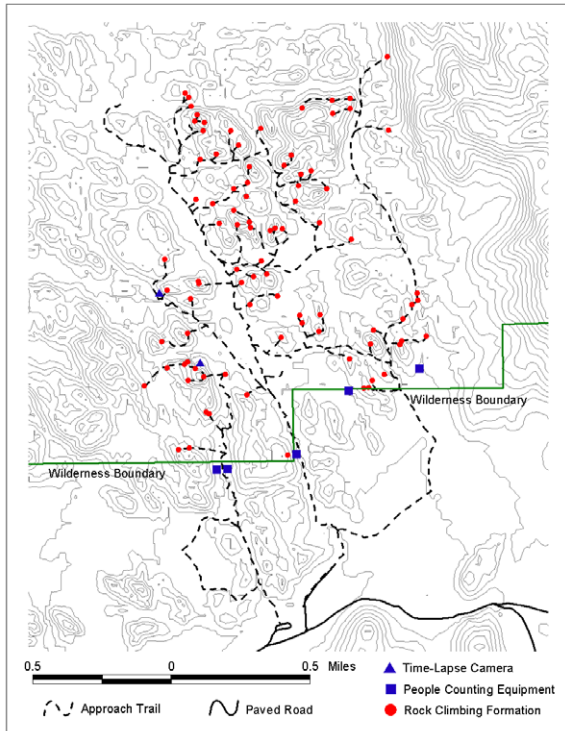 Wilderness Boundary
Wilderness Boundary
0.5 0 0.5 Miles
Time-Lapse Camera
People Counting Equipment
Approach Trail Paved Road Rock Climbing Formation